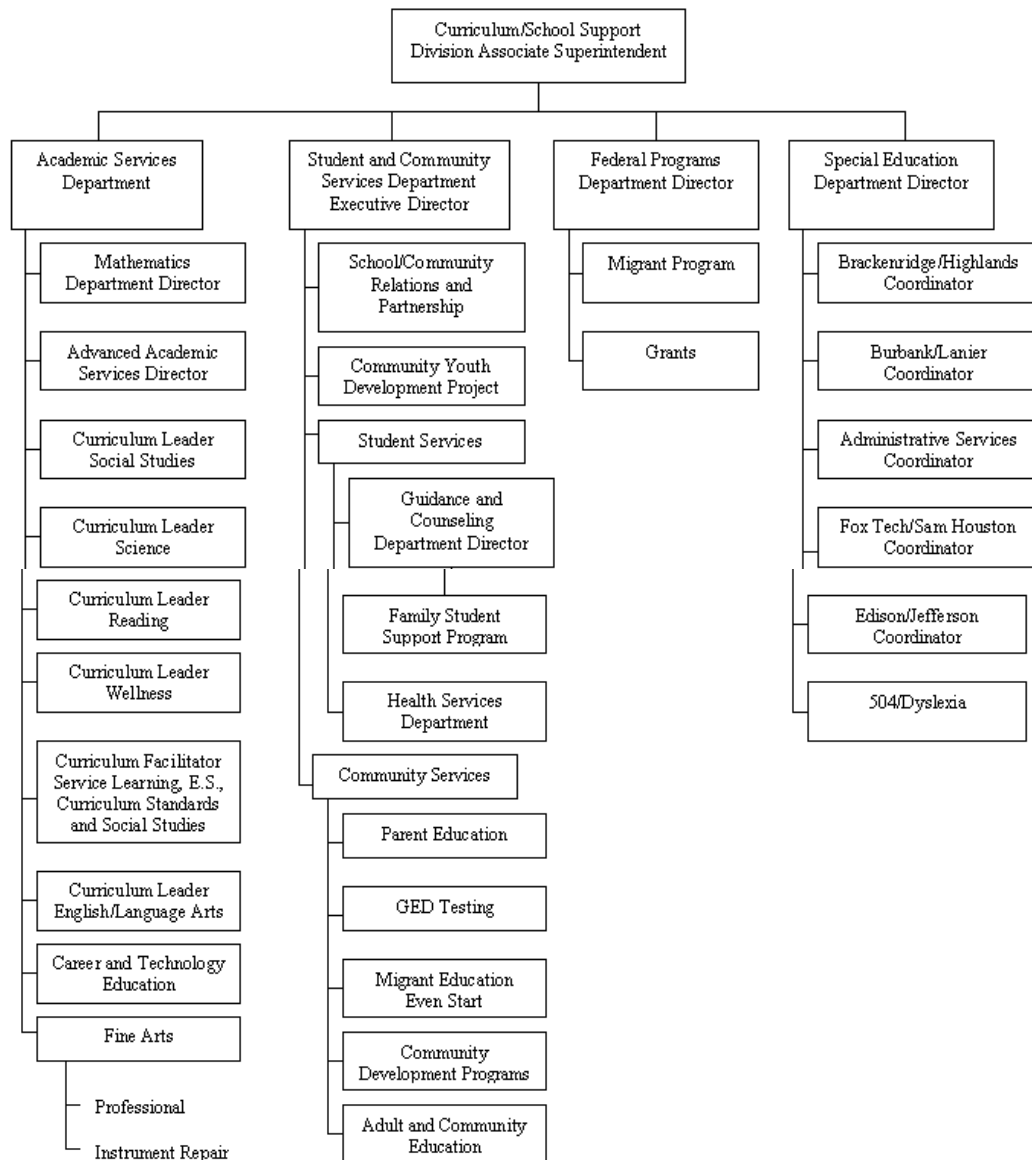 Curriculum/School Support
Division Associate Superintendent
Academic Services
Department
Mathematics
Department Director
Advanced Academic
Services Director
Curriculum Leader
Social Studies
Curriculum Leader
Science
Curriculum Leader
Reading
Curriculum Leader
Wellness
Curriculum Facilitator
Service Learning, E.S.,
Curriculum Standards
and Social Studies
Curriculum Leader
English/Language Arts
Career and Technology
Education
Fine Arts
Professional
Instrument Repair
Student and Community
Services Department
Executive Director
School/Community
Relations and
Partnership
Community Youth
Development Project
Student Services
Guidance and
Counseling
Department Director
Family Student
Support Program
Health Services
Department
Community Services
Parent Education
GED Testing
Migrant Education
Even Start
Community
Development Programs
Adult and Community
Education
Federal Programs
Department Director
Migrant Program
Grants
Special Education
Department Director
Brackenridge/Highlands
Coordinator
Burbank/Lanier
Coordinator
Administrative Services
Coordinator
Fox Tech/Sam Houston
Coordinator
Edison/Jefferson
Coordinator
504/Dyslexia